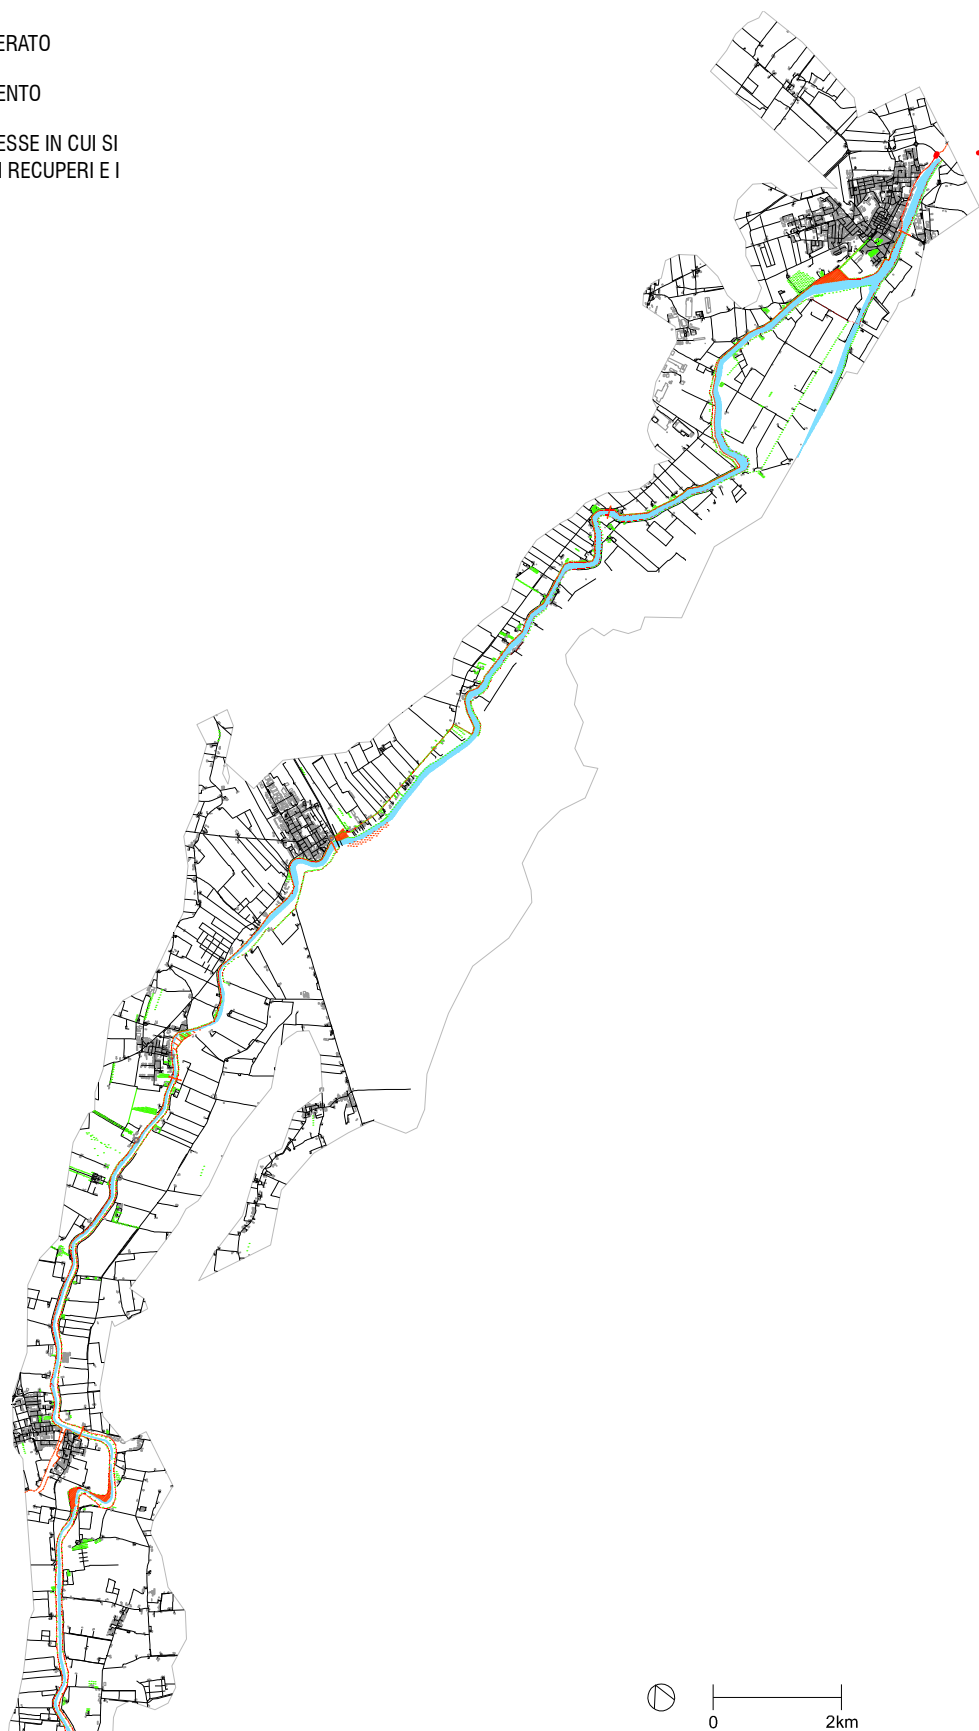 ERATO
ENTO
ESSE IN CUI SI
I RECUPERI E I
0
2km